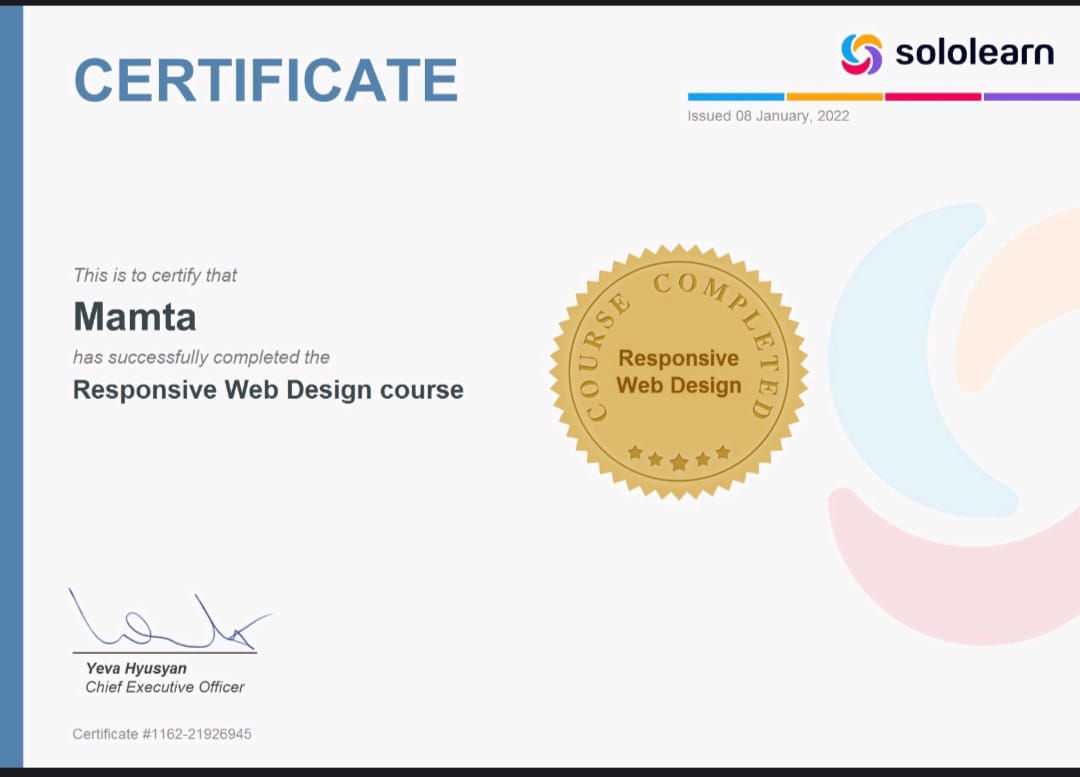 CERTIFICATE
sololearn
Issued 08 January, 2022
This is to certify that
Mamta
has successfully completed the
Responsive Web Design course
COURSE COMPLETED
Responsive
Web Design
Yeva Hyusyan
Chief Executive Officer
Certificate #1162-21926945